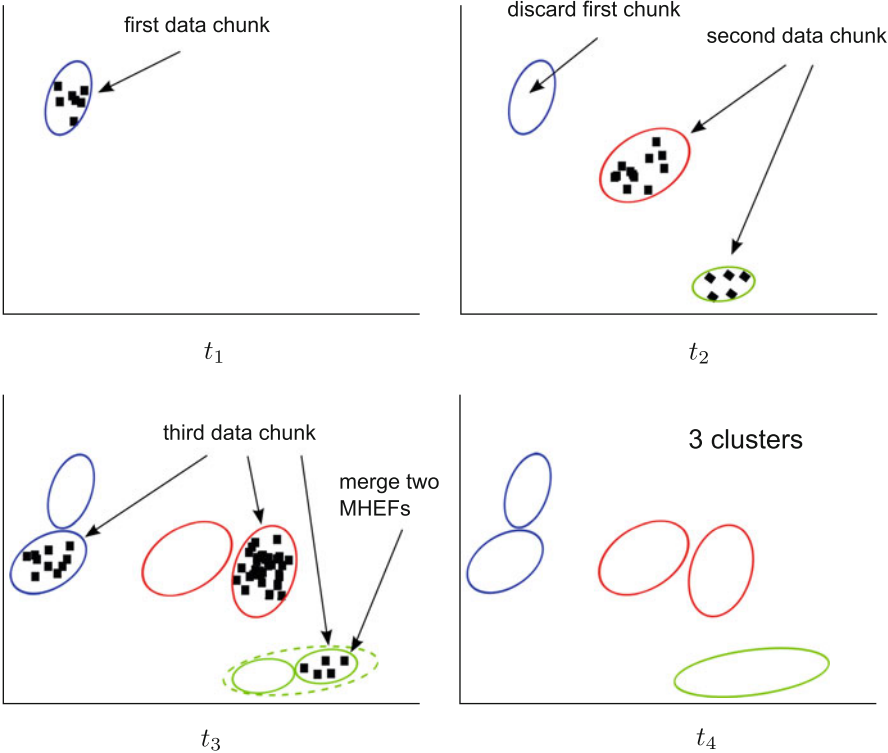 first data chunk
t1
discard first chunk
second data chunk
t2
third data chunk
merge two
MHEFs
t3
3 clusters
t4